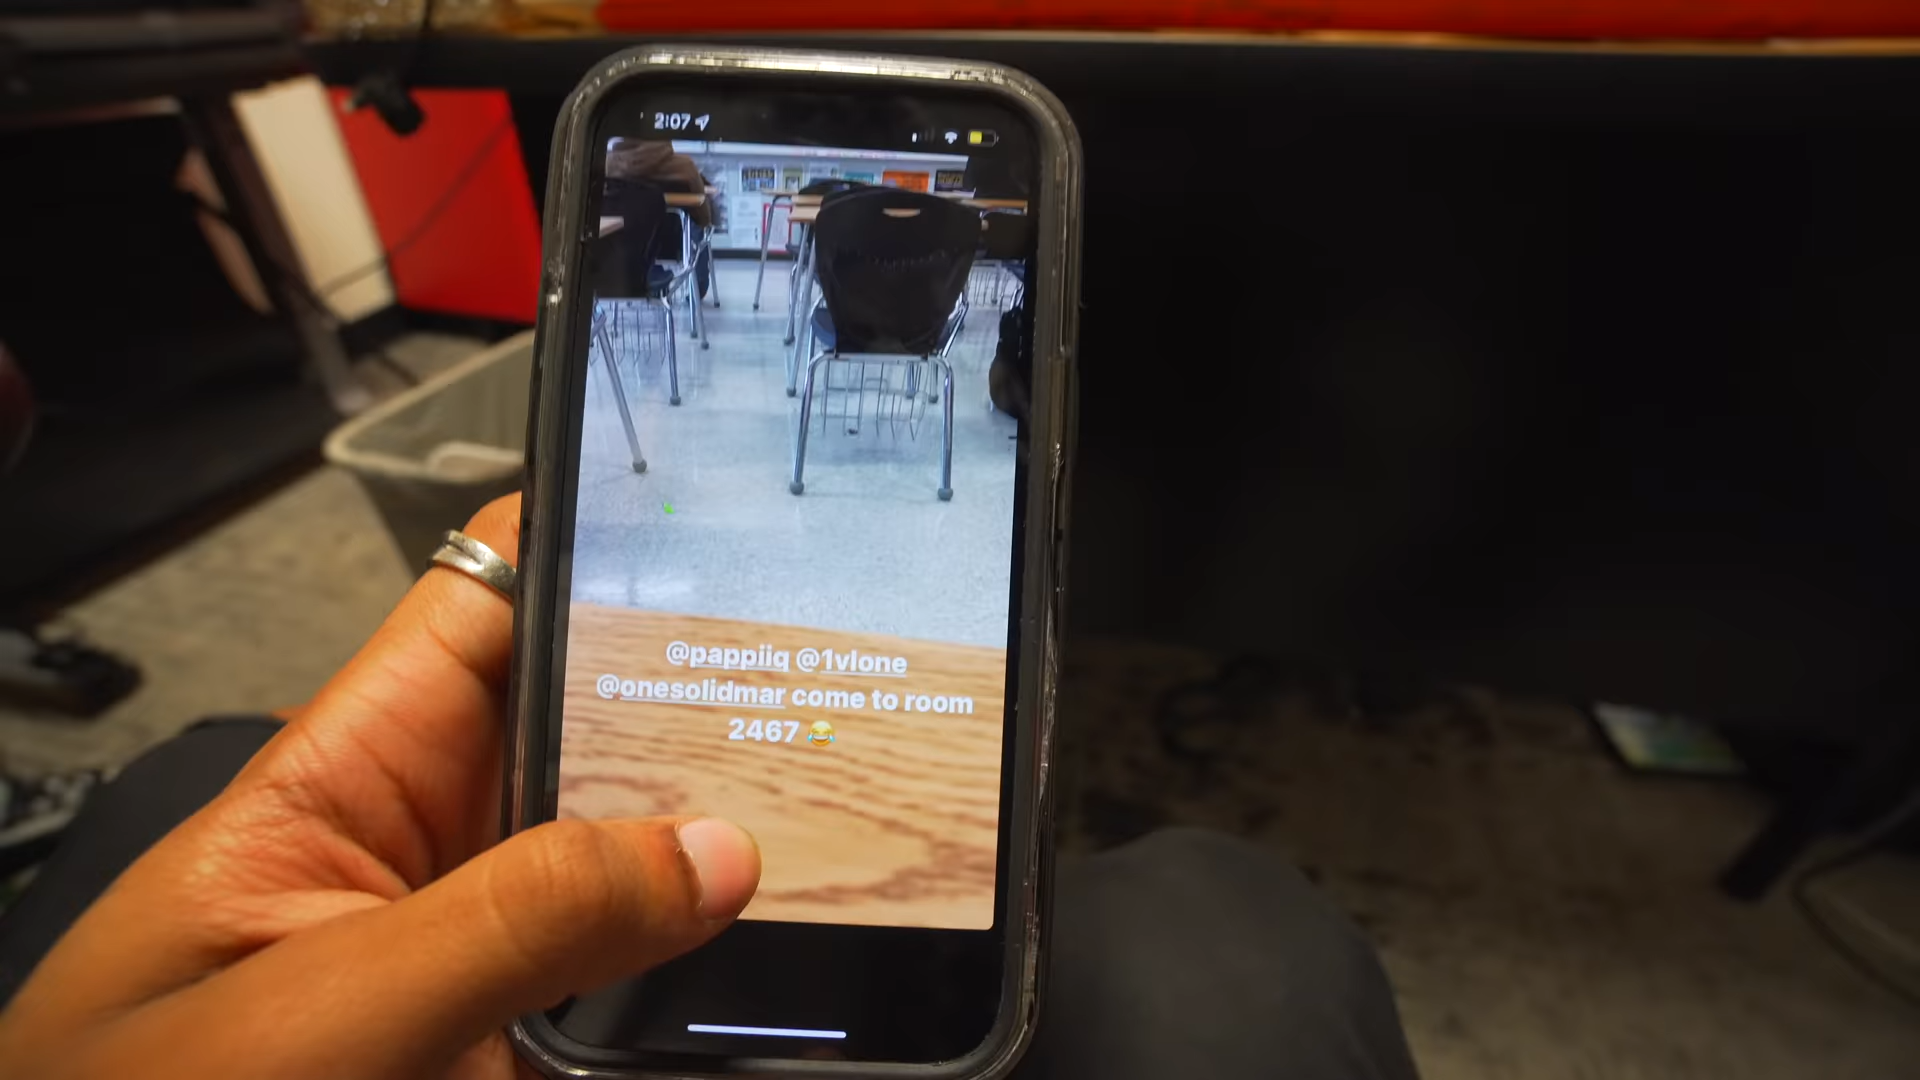 2:07
@pappiiq @1vlone
@onesolidmar come to room
2467 😂